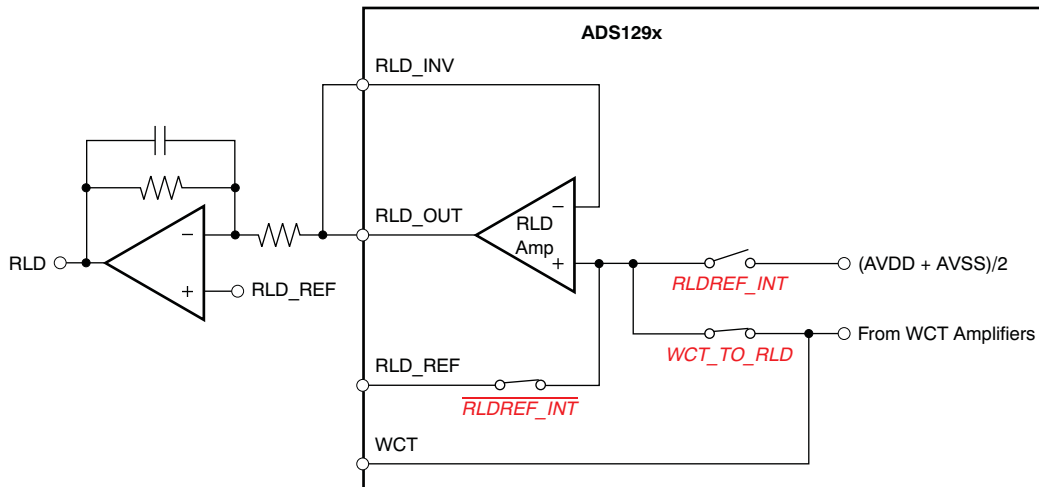 ADS129x
RLD_INV
RLD_OUT
RLD
Amp
−
+
RLD
−
+
RLD_REF
RLDREF_INT
(AVDD + AVSS)/2
WCT_TO_RLD
From WCT Amplifiers
RLD_REF
RLDREF_INT
WCT